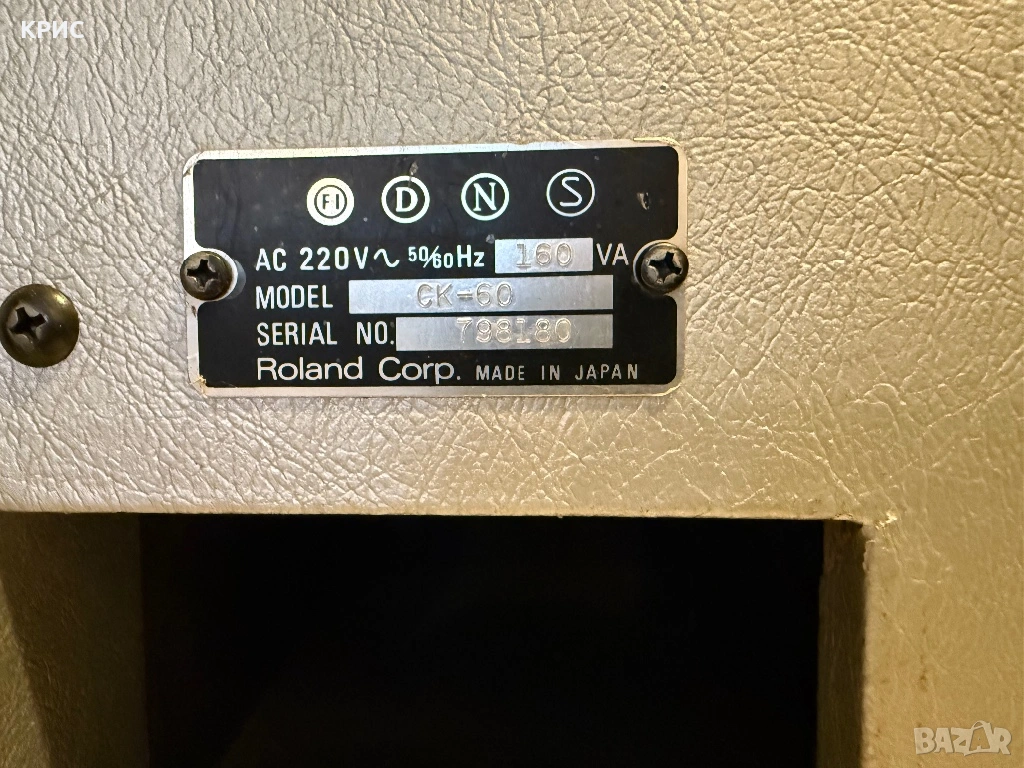 КРИС
FI D N S
AC 220V~ 50/60Hz 160 VA
MODEL CK-60
SERIAL NO. 798180
Roland Corp. MADE IN JAPAN
BAZAR